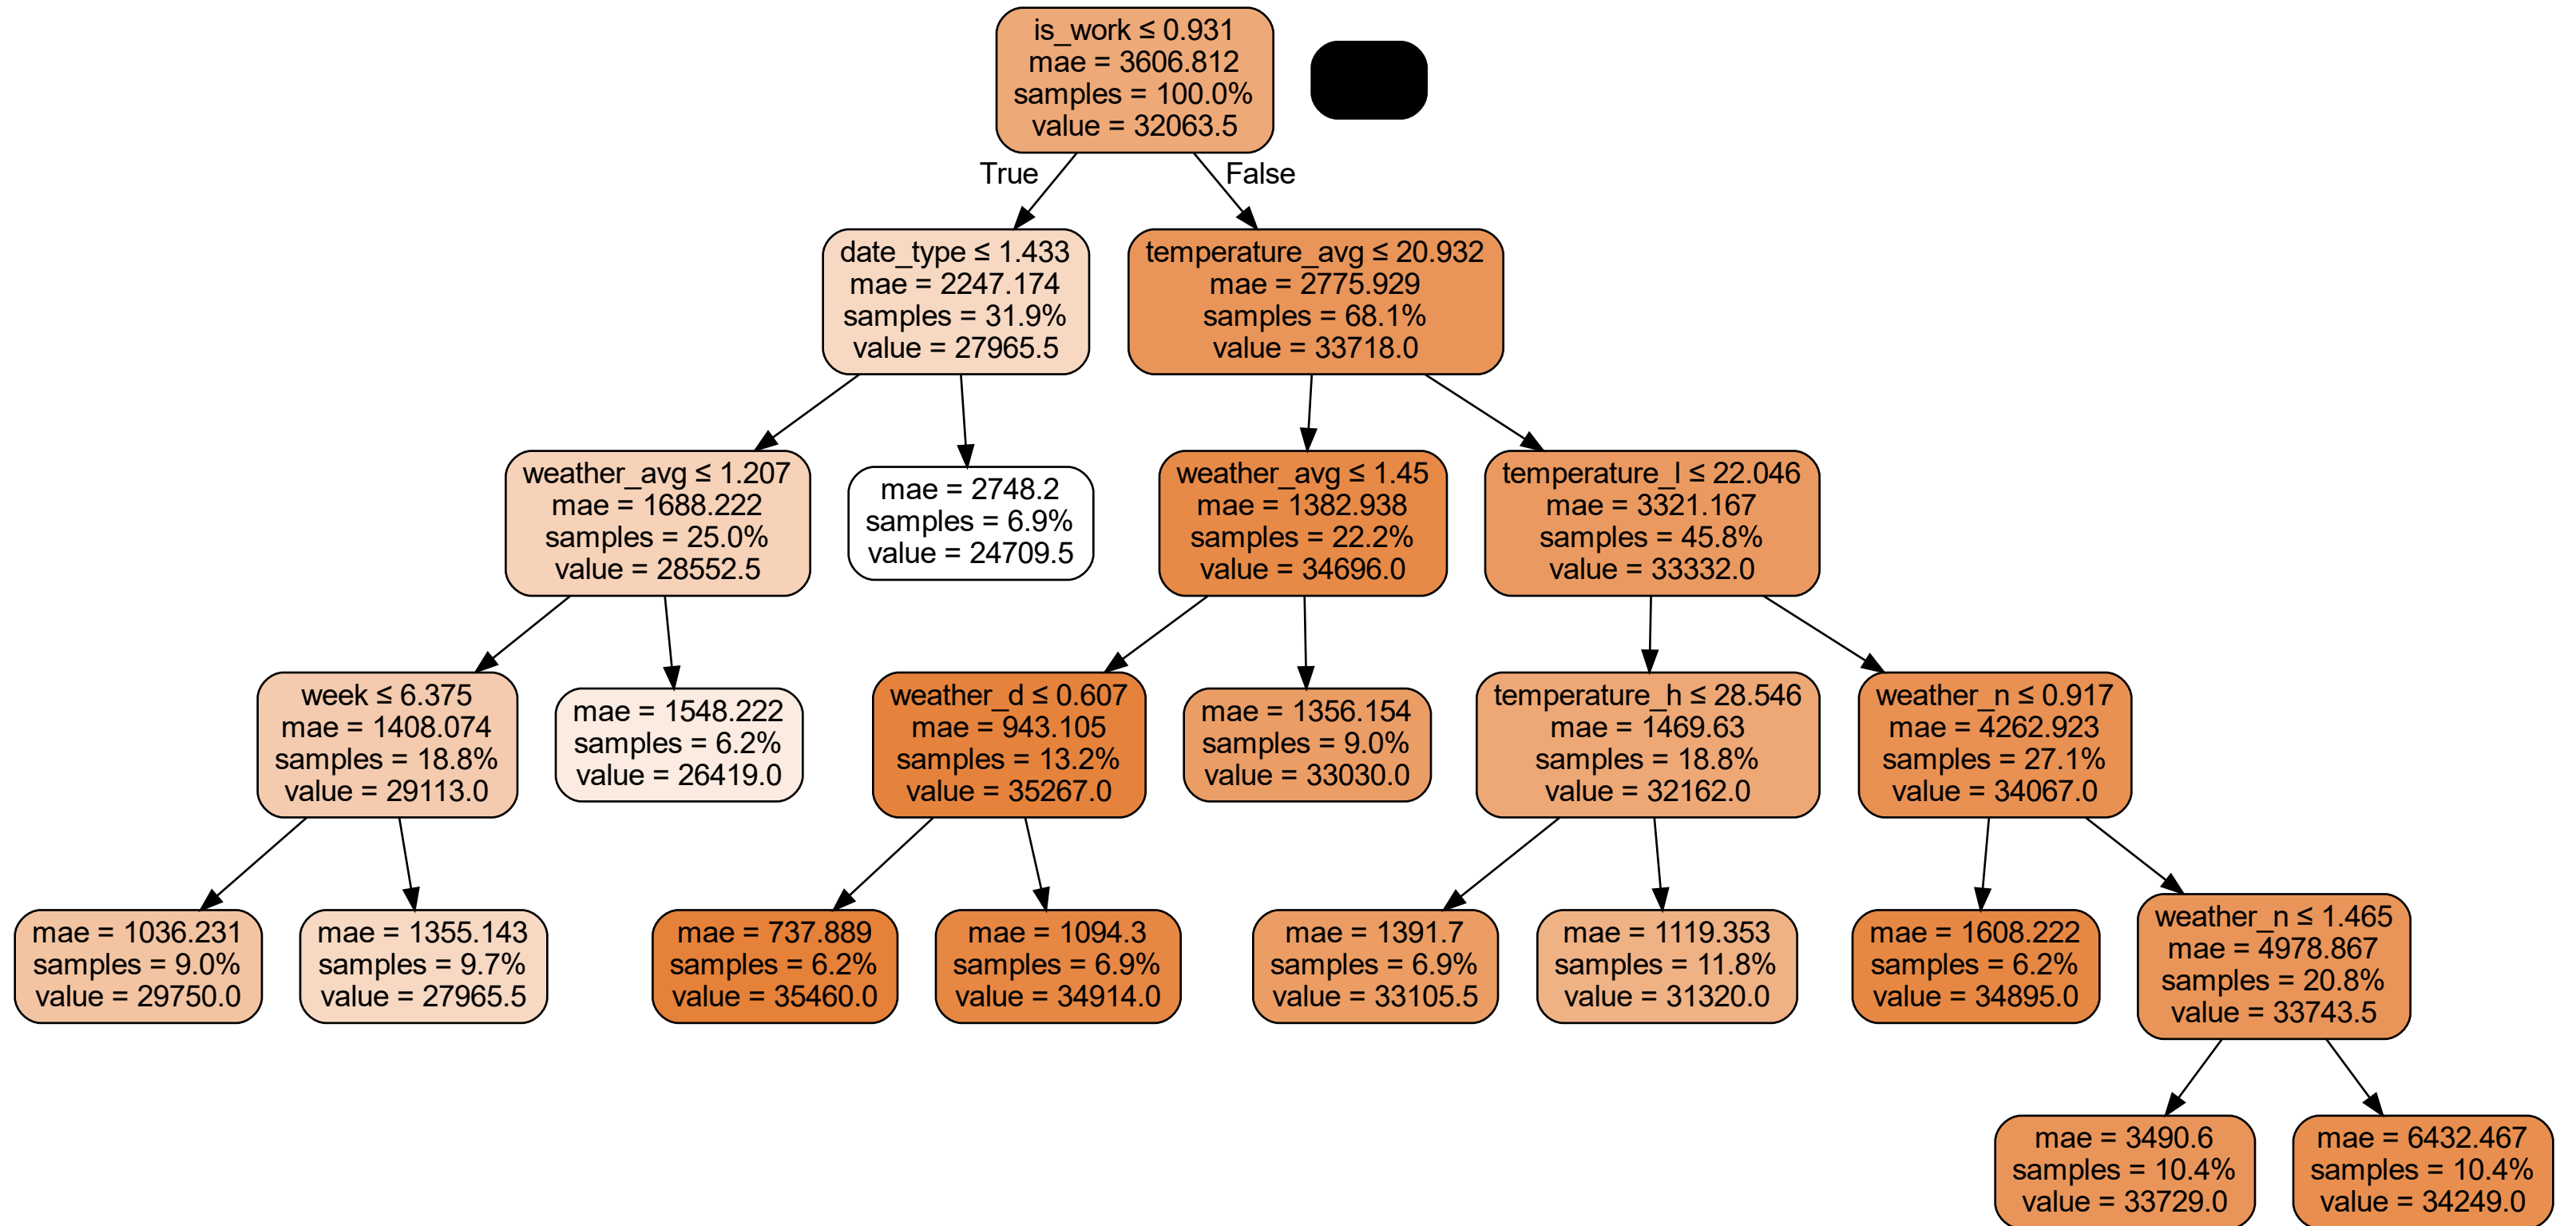 is_work ≤ 0.931
mae = 3606.812
samples = 100.0%
value = 32063.5
True
False
date_type ≤ 1.433
mae = 2247.174
samples = 31.9%
value = 27965.5
temperature_avg ≤ 20.932
mae = 2775.929
samples = 68.1%
value = 33718.0
weather_avg ≤ 1.207
mae = 1688.222
samples = 25.0%
value = 28552.5
mae = 2748.2
samples = 6.9%
value = 24709.5
weather_avg ≤ 1.45
mae = 1382.938
samples = 22.2%
value = 34696.0
temperature_l ≤ 22.046
mae = 3321.167
samples = 45.8%
value = 33332.0
week ≤ 6.375
mae = 1408.074
samples = 18.8%
value = 29113.0
mae = 1548.222
samples = 6.2%
value = 26419.0
weather_d ≤ 0.607
mae = 943.105
samples = 13.2%
value = 35267.0
mae = 1356.154
samples = 9.0%
value = 33030.0
temperature_h ≤ 28.546
mae = 1469.63
samples = 18.8%
value = 32162.0
weather_n ≤ 0.917
mae = 4262.923
samples = 27.1%
value = 34067.0
mae = 1036.231
samples = 9.0%
value = 29750.0
mae = 1355.143
samples = 9.7%
value = 27965.5
mae = 737.889
samples = 6.2%
value = 35460.0
mae = 1094.3
samples = 6.9%
value = 34914.0
mae = 1391.7
samples = 6.9%
value = 33105.5
mae = 1119.353
samples = 11.8%
value = 31320.0
mae = 1608.222
samples = 6.2%
value = 34895.0
weather_n ≤ 1.465
mae = 4978.867
samples = 20.8%
value = 33743.5
mae = 3490.6
samples = 10.4%
value = 33729.0
mae = 6432.467
samples = 10.4%
value = 34249.0